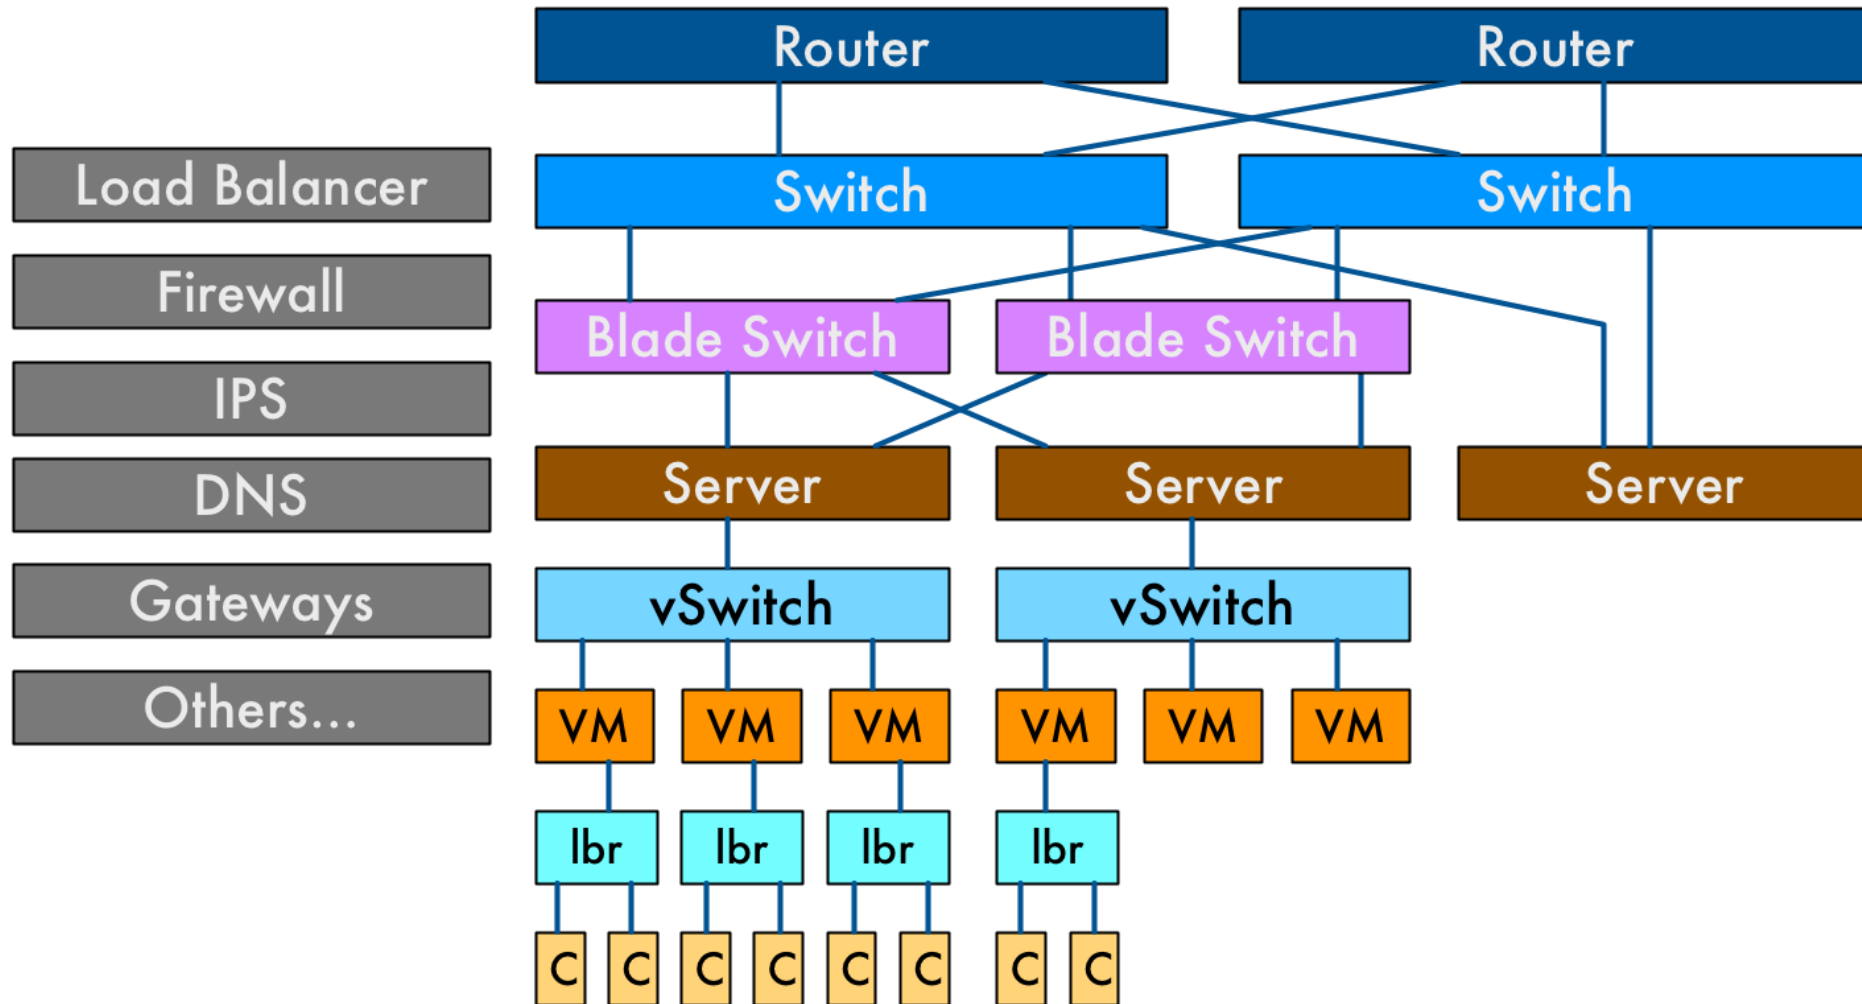 Router
Router
Load Balancer
Switch
Switch
Firewall
Blade Switch
Blade Switch
IPS
DNS
Server
Server
Server
Gateways
vSwitch
vSwitch
Others...
VM
VM
VM
VM
VM
VM
lbr
lbr
lbr
lbr
C
C
C
C
C
C
C
C